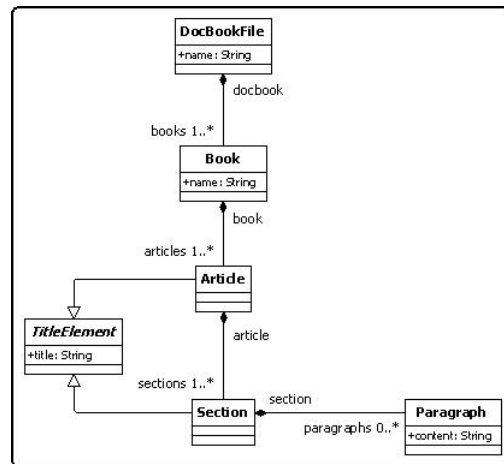 DocBookFile
+name: String
docbook
books 1..*
Book
+name: String
book
articles 1..*
Article
TitleElement
+title: String
article
sections 1..*
Section
section
paragraphs 0..*
Paragraph
+content: String